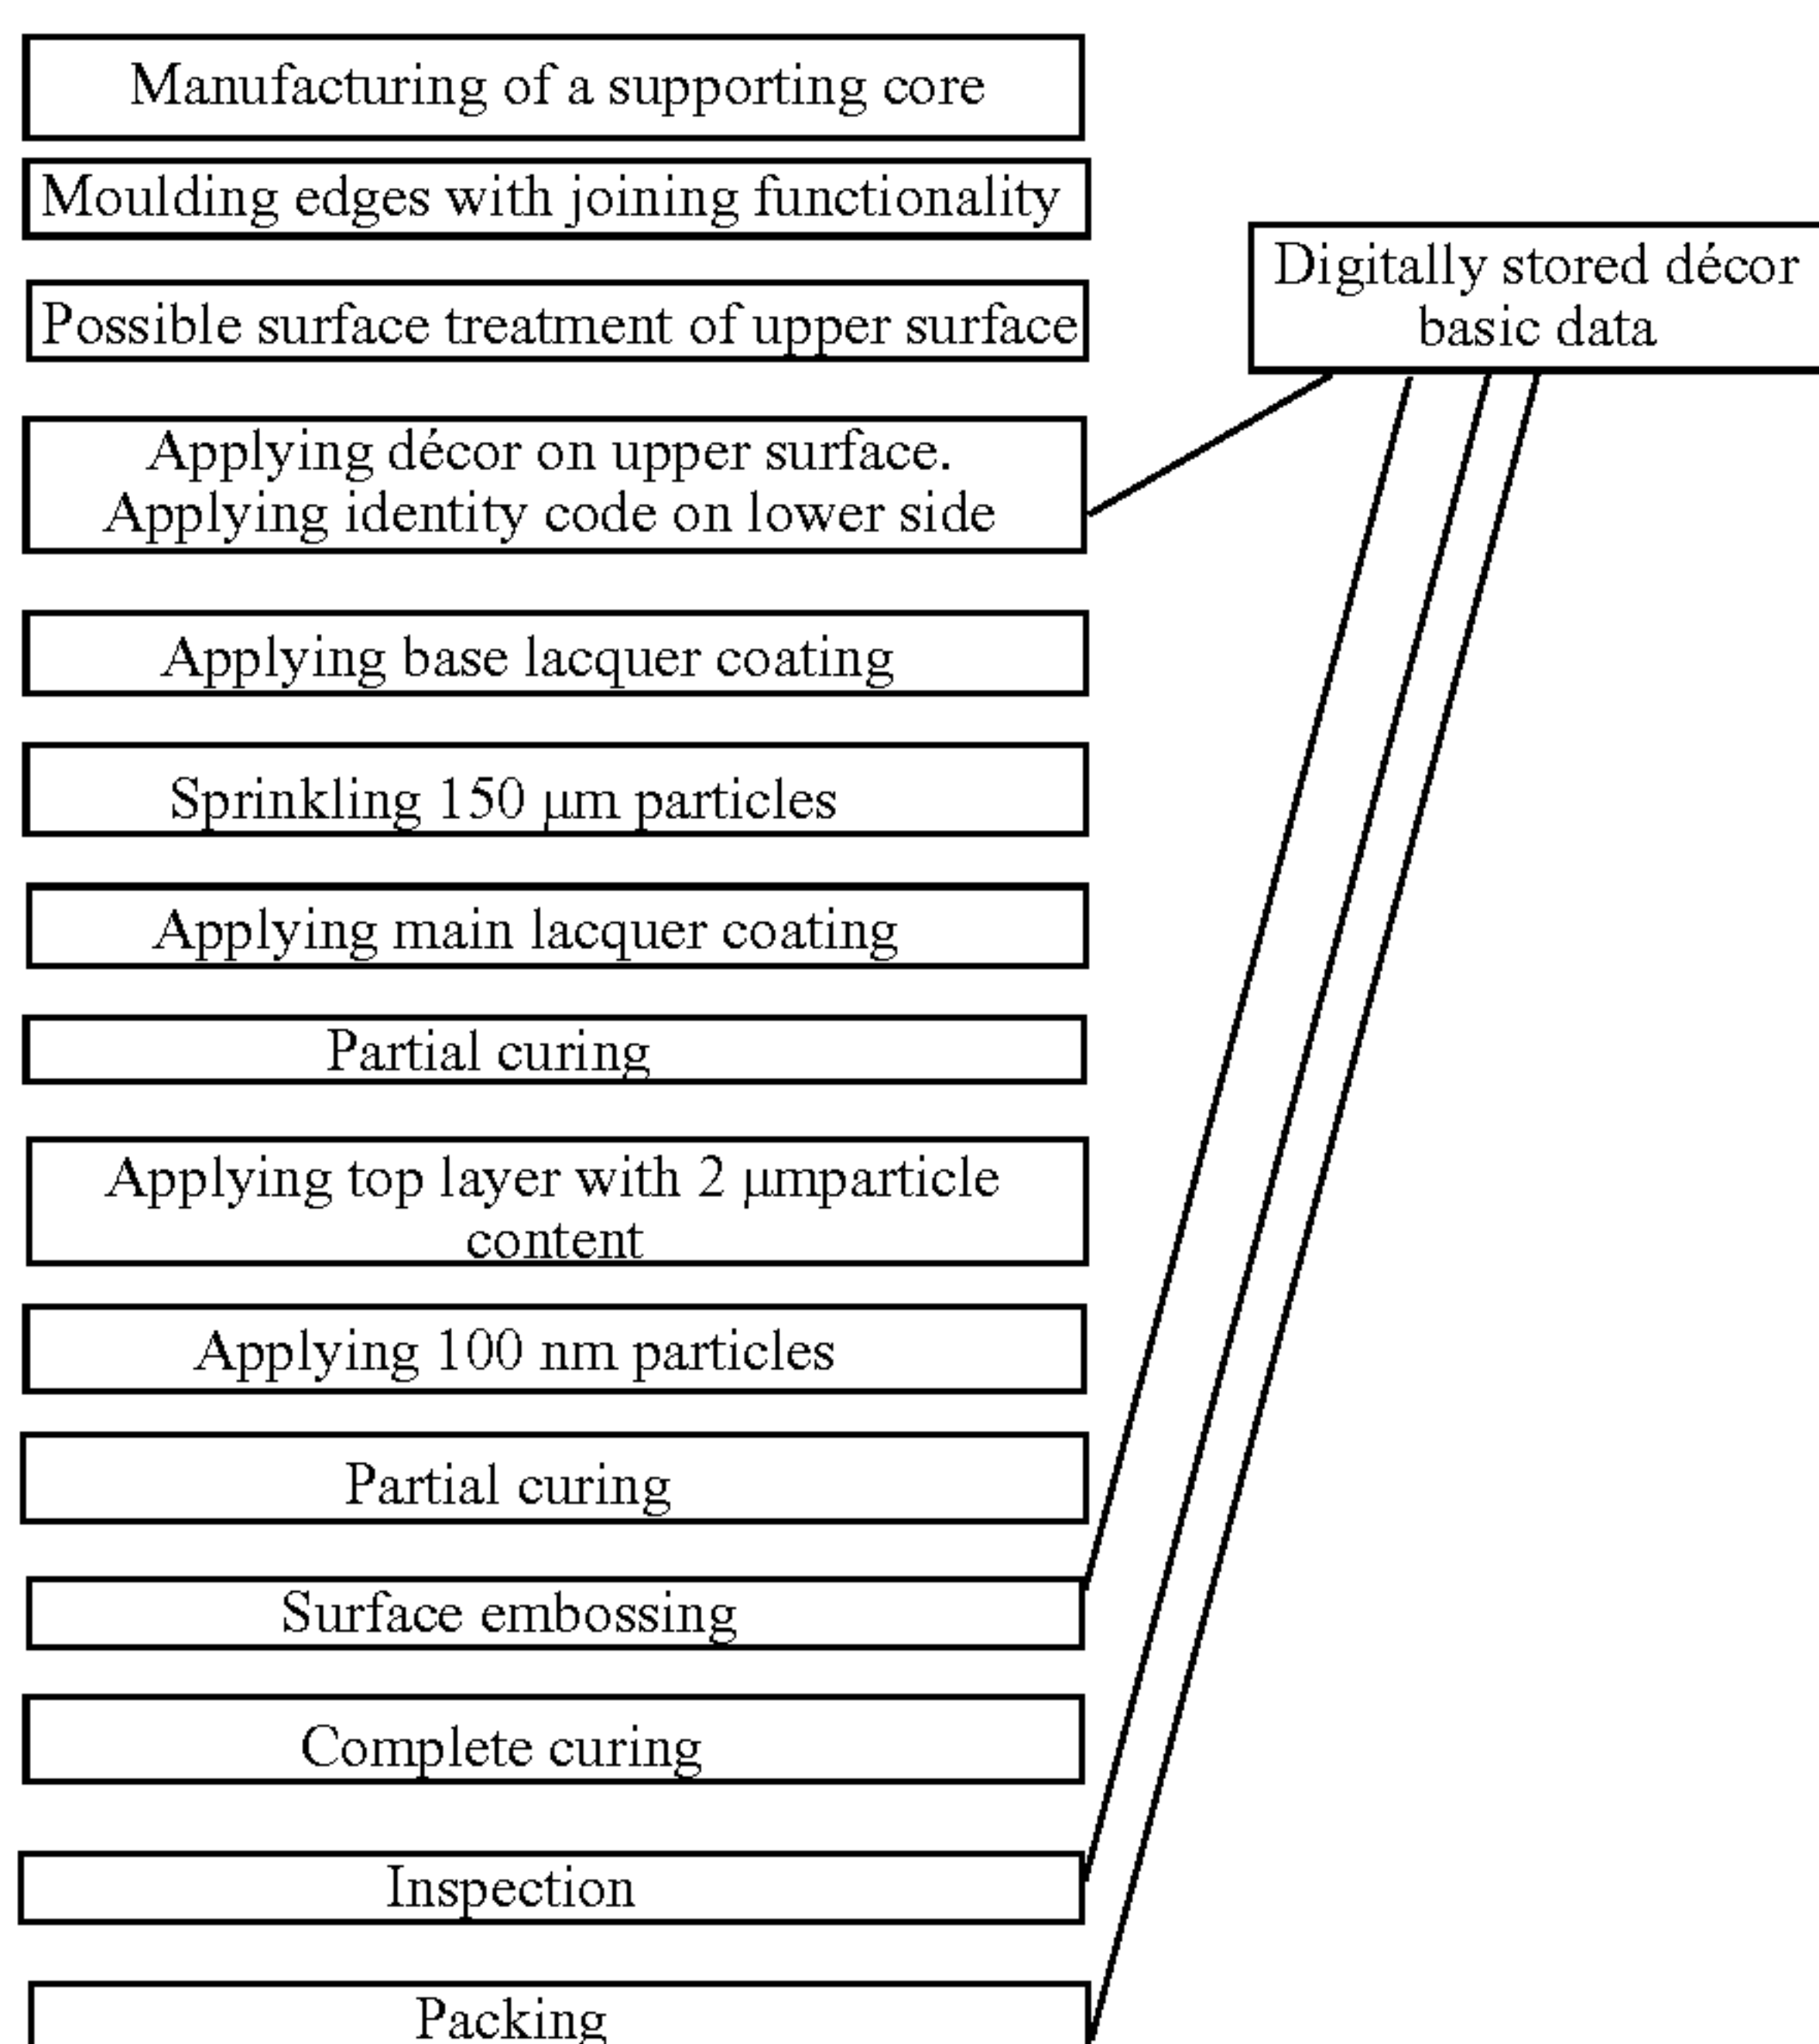 Manufacturing of a supporting core
Moulding edges with joining functionality
Possible surface treatment of upper surface
Digitally stored décor
basic data
Applying décor on upper surface.
Applying identity code on lower side
Applying base lacquer coating
Sprinkling 150 µm particles
Applying main lacquer coating
Partial curing
Applying top layer with 2 µmparticle
content
Applying 100 nm particles
Partial curing
Surface embossing
Complete curing
Inspection
Packing